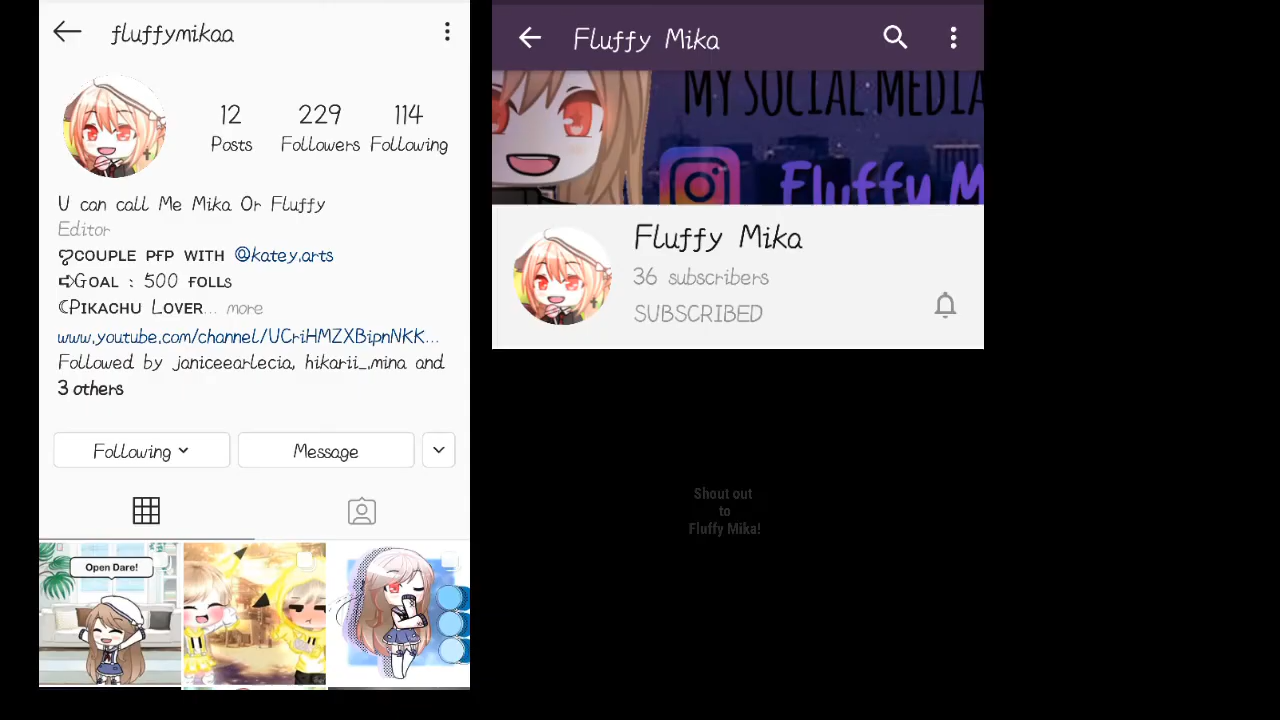 fluffymikaa
12
229
114
Posts
Followers
Following
U can call Me Mika Or Fluffy
Editor
COUPLE PFP WITH @katey.arts
GOAL : 500 FOLLS
☾PIKACHU LOVER... more
www.youtube.com/channel/UCriHMZXBipnNKK...
Followed by janiceearlecia, hikarii_.mina and
3 others
Following
Message
Open Dare!
Fluffy Mika
MY SOCIAL MEDIA
Fluffy M
Fluffy Mika
36 subscribers
SUBSCRIBED
Shout out
to
Fluffy Mika!